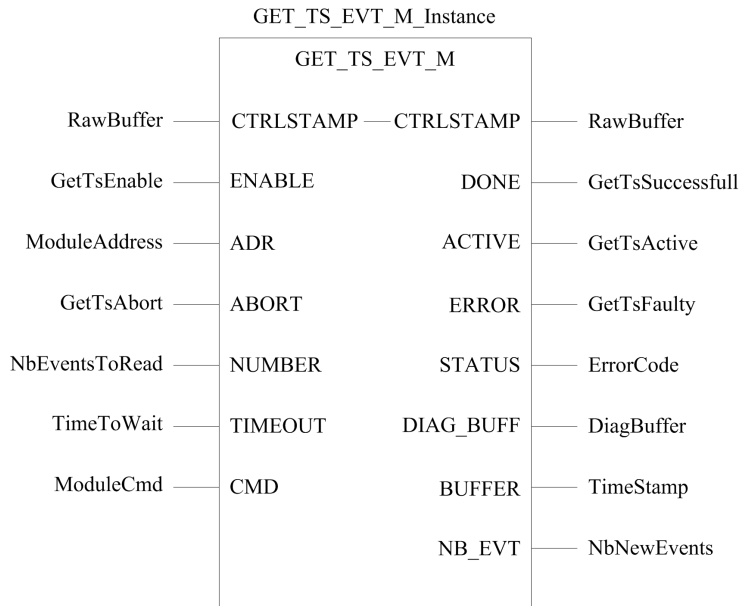 GET_TS_EVT_M_Instance
GET_TS_EVT_M
RawBuffer CTRLSTAMP CTRLSTAMP RawBuffer
GetTsEnable ENABLE DONE GetTsSuccessfull
ModuleAddress ADR ACTIVE GetTsActive
GetTsAbort ABORT ERROR GetTsFaulty
NbEventsToRead NUMBER STATUS ErrorCode
TimeToWait TIMEOUT DIAG_BUFF DiagBuffer
ModuleCmd CMD BUFFER TimeStamp
NB_EVT NbNewEvents